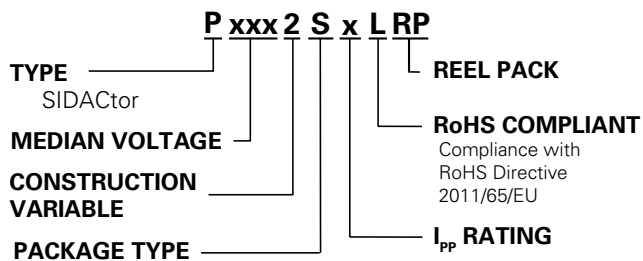 P xxx 2 S x L RP
TYPE
SIDACtor
MEDIAN VOLTAGE
CONSTRUCTION
VARIABLE
PACKAGE TYPE
REEL PACK
RoHS COMPLIANT
Compliance with
RoHS Directive
2011/65/EU
IPP RATING